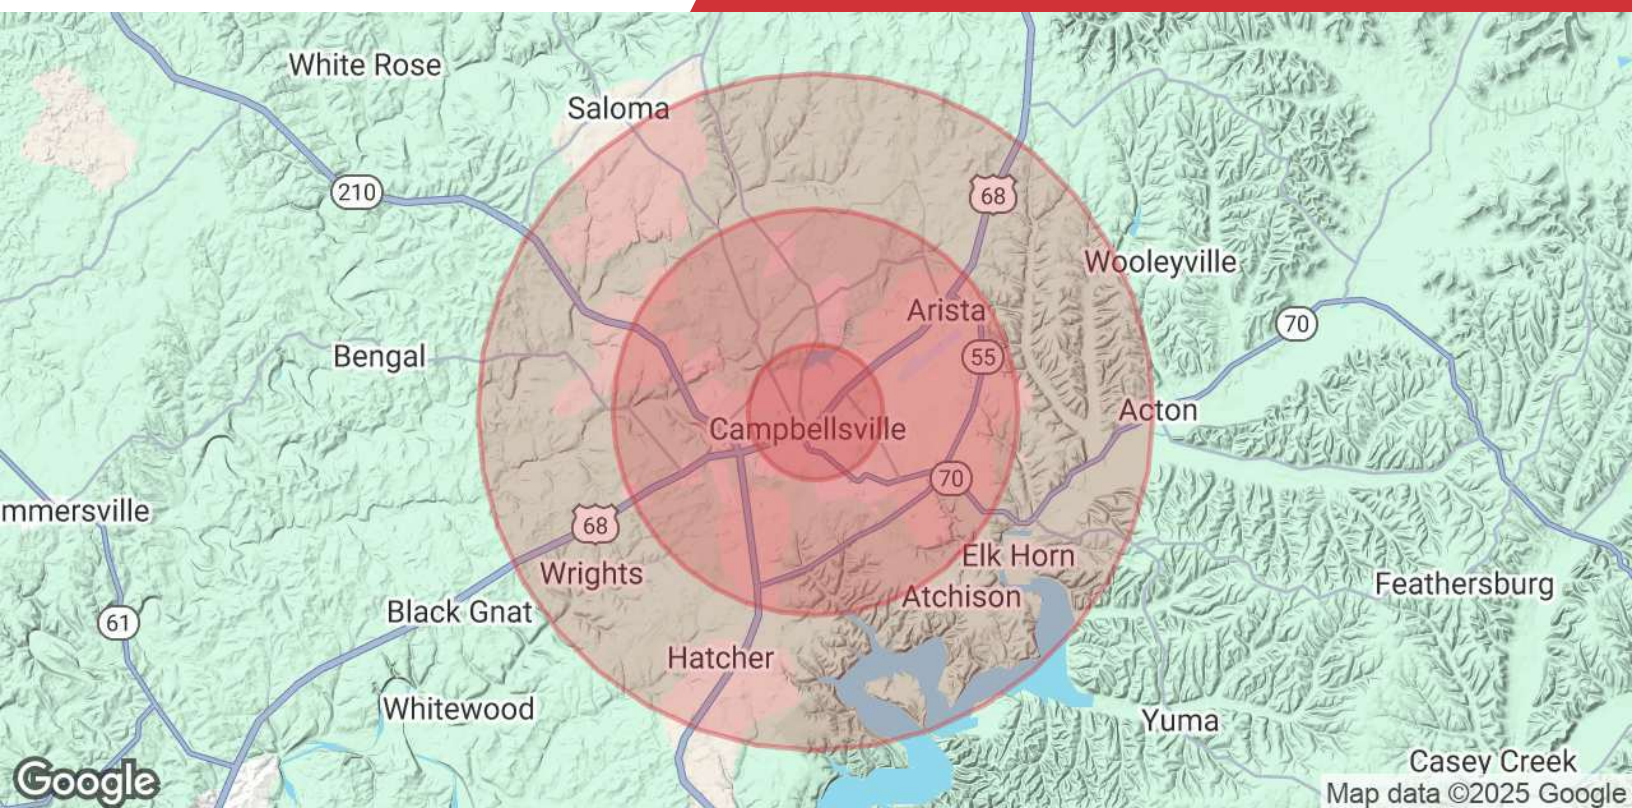 White Rose
Saloma
210
68
Wooleyville
Arista
70
Bengal
55
Acton
Campbellsville
70
mmersville
68
Elk Horn
Wrights
Atchison
Feathersburg
Black Gnat
61
Hatcher
Whitewood
Yuma
Casey Creek
Google
Map data ©2025 Google